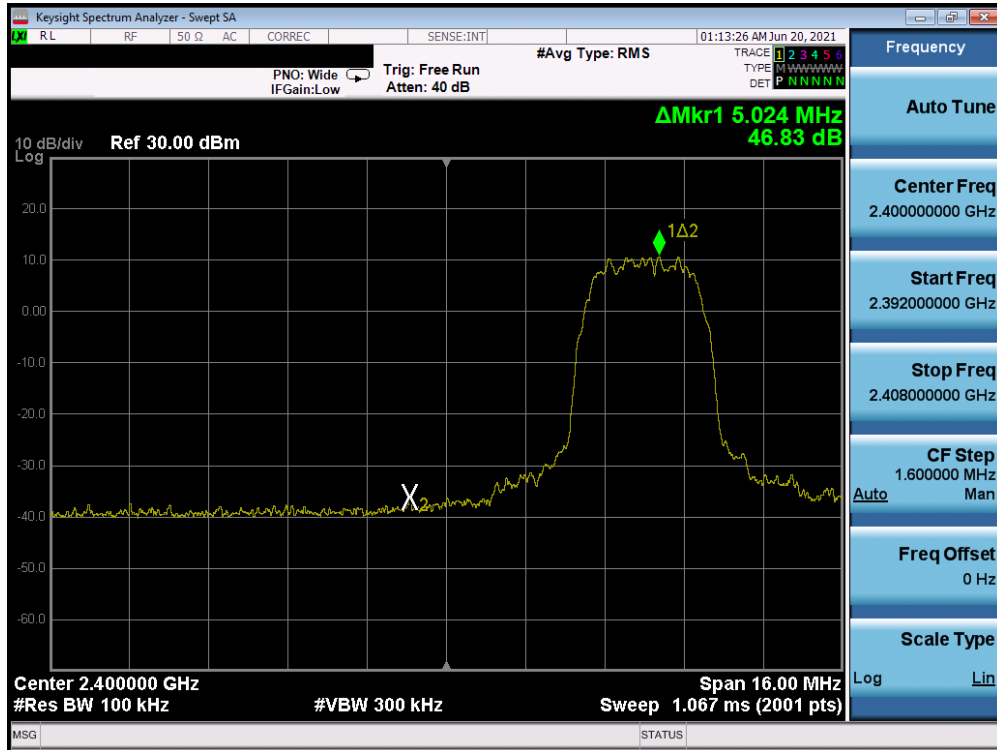 Keysight Spectrum Analyzer - Swept SA
LXI RL RF 50 Ω AC CORREC SENSE:INT 01:13:26 AM Jun 20, 2021
PNO: Wide
IFGain:Low
Trig: Free Run
Atten: 40 dB
#Avg Type: RMS
TRACE 1 2 3 4 5 6
TYPE M WWWWW
DET P N N N N N
ΔMkr1 5.024 MHz
46.83 dB
10 dB/div Ref 30.00 dBm
Log
20.0
10.0
0.00
-10.0
-20.0
-30.0
-40.0
-50.0
-60.0
1Δ2
X2
Center 2.400000 GHz Span 16.00 MHz
#Res BW 100 kHz #VBW 300 kHz Sweep 1.067 ms (2001 pts)
MSG STATUS
Frequency
Auto Tune
Center Freq
2.400000000 GHz
Start Freq
2.392000000 GHz
Stop Freq
2.408000000 GHz
CF Step
1.600000 MHz
Auto Man
Freq Offset
0 Hz
Scale Type
Log Lin